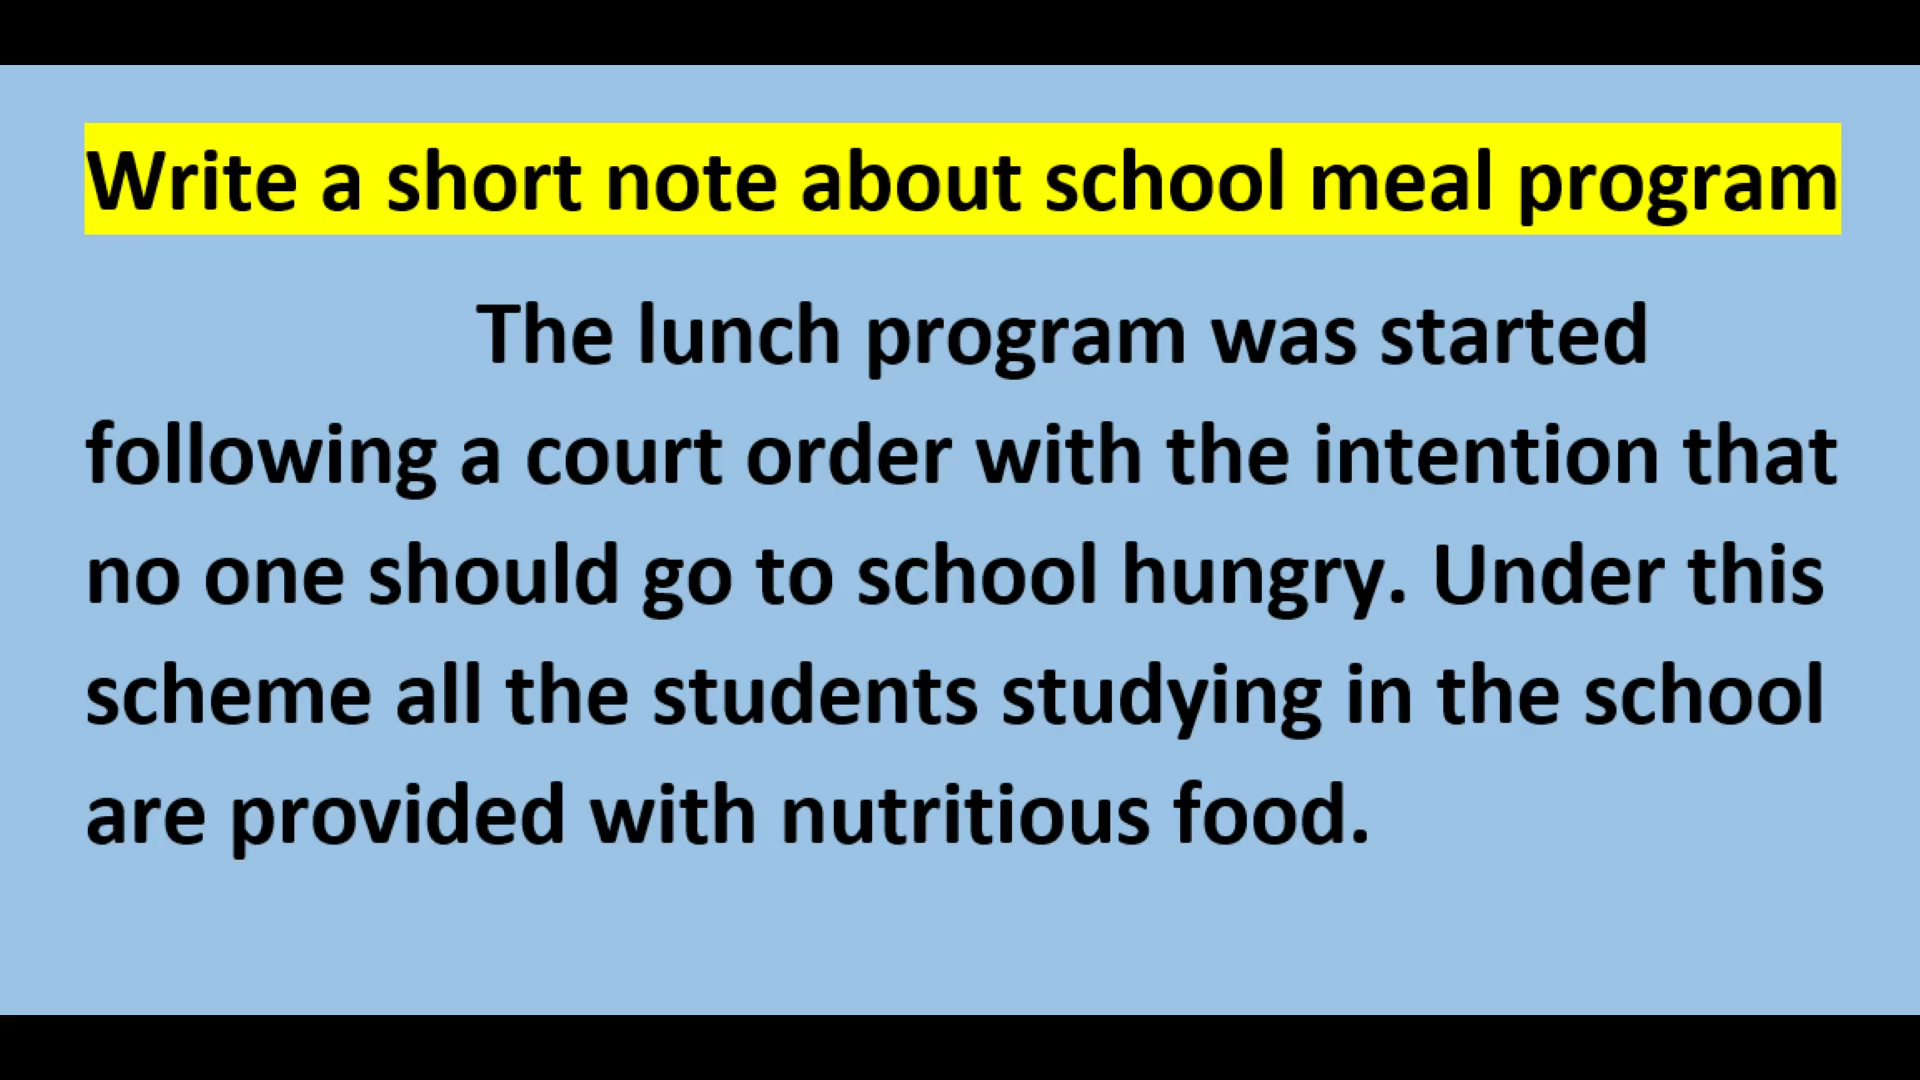 Write a short note about school meal program
The lunch program was started
following a court order with the intention that
no one should go to school hungry. Under this
scheme all the students studying in the school
are provided with nutritious food.